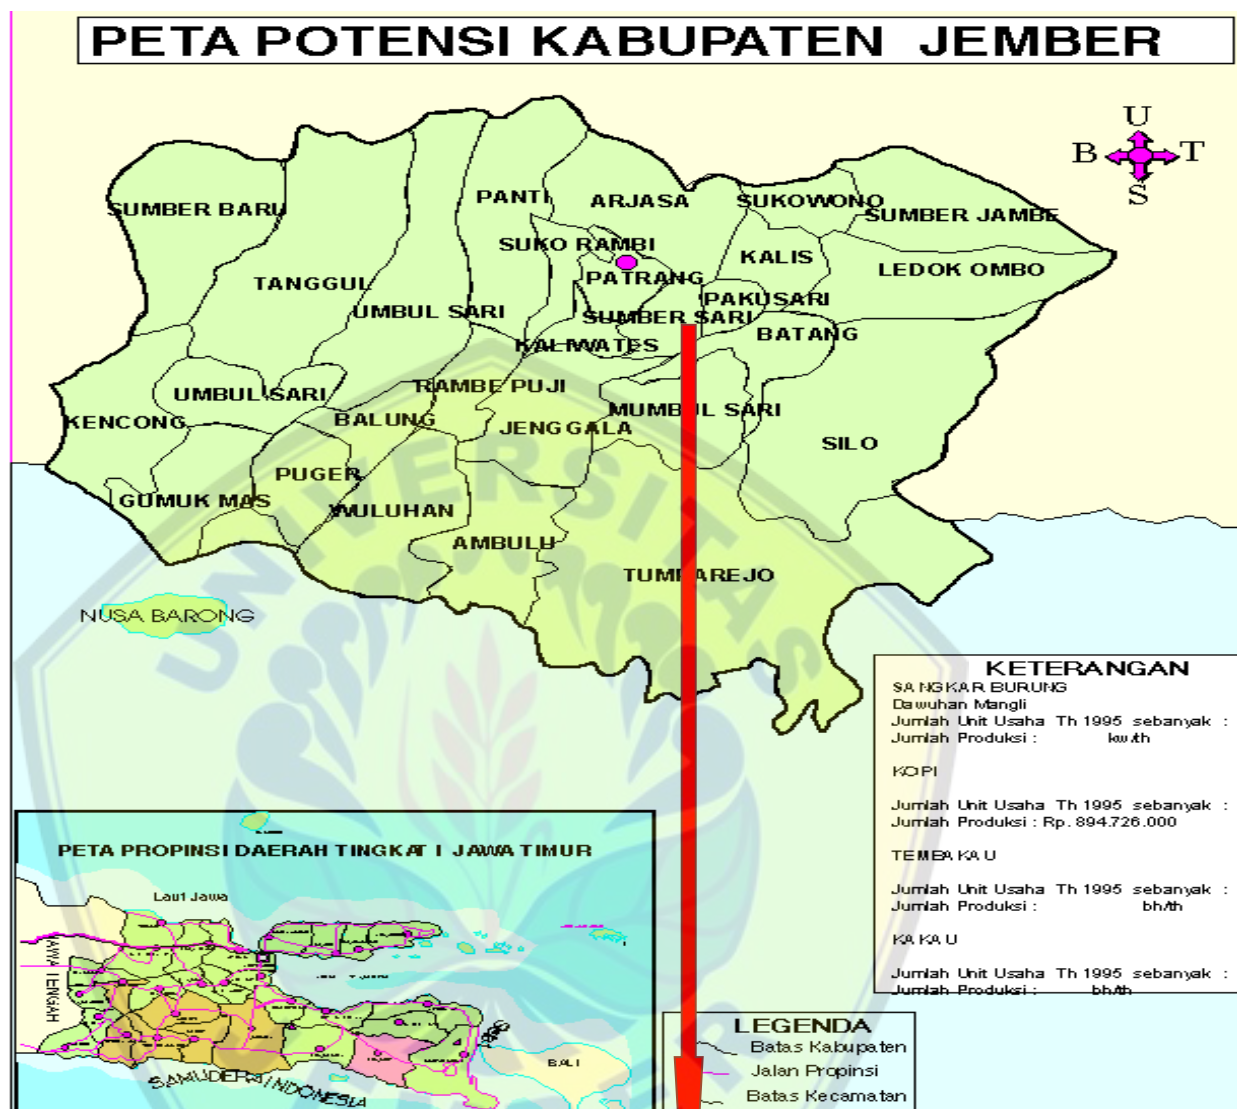 PETA POTENSI KABUPATEN JEMBER
U
B T
S
PANTI
ARJASA
SUKOWONO
SUMBER BARU
SUMBER JAMBE
SUKO RAMBI
KALIS
LEDOK OMBO
TANGGUL
PATRANG
PAKUSARI
UMBUL SARI
SUMBER SARI
BATANG
KALIWATES
RAMBE PUJI
UMBUL SARI
MUMBUL SARI
KENCONG
BALUNG
JENGGALA
SILO
PUGER
GUMUK MAS
WULUHAN
AMBULU
TUMPAREJO
NUSA BARONG
UNIVERSITAS
KETERANGAN
SANGKAR BURUNG
Dawuhan Mangli
Jumlah Unit Usaha Th 1995 sebanyak :
Jumlah Produksi : kw/th
KOPI
Jumlah Unit Usaha Th 1995 sebanyak :
Jumlah Produksi : Rp. 894.726.000
TEMBAKAU
Jumlah Unit Usaha Th 1995 sebanyak :
Jumlah Produksi : bh/th
KAKAU
Jumlah Unit Usaha Th 1995 sebanyak :
Jumlah Produksi : bh/th
PETA PROPINSI DAERAH TINGKAT I JAWA TIMUR
Laut Jawa
JAWA TENGAH
BALI
SAMUDERA INDONESIA
LEGENDA
Batas Kabupaten
Jalan Propinsi
Batas Kecamatan